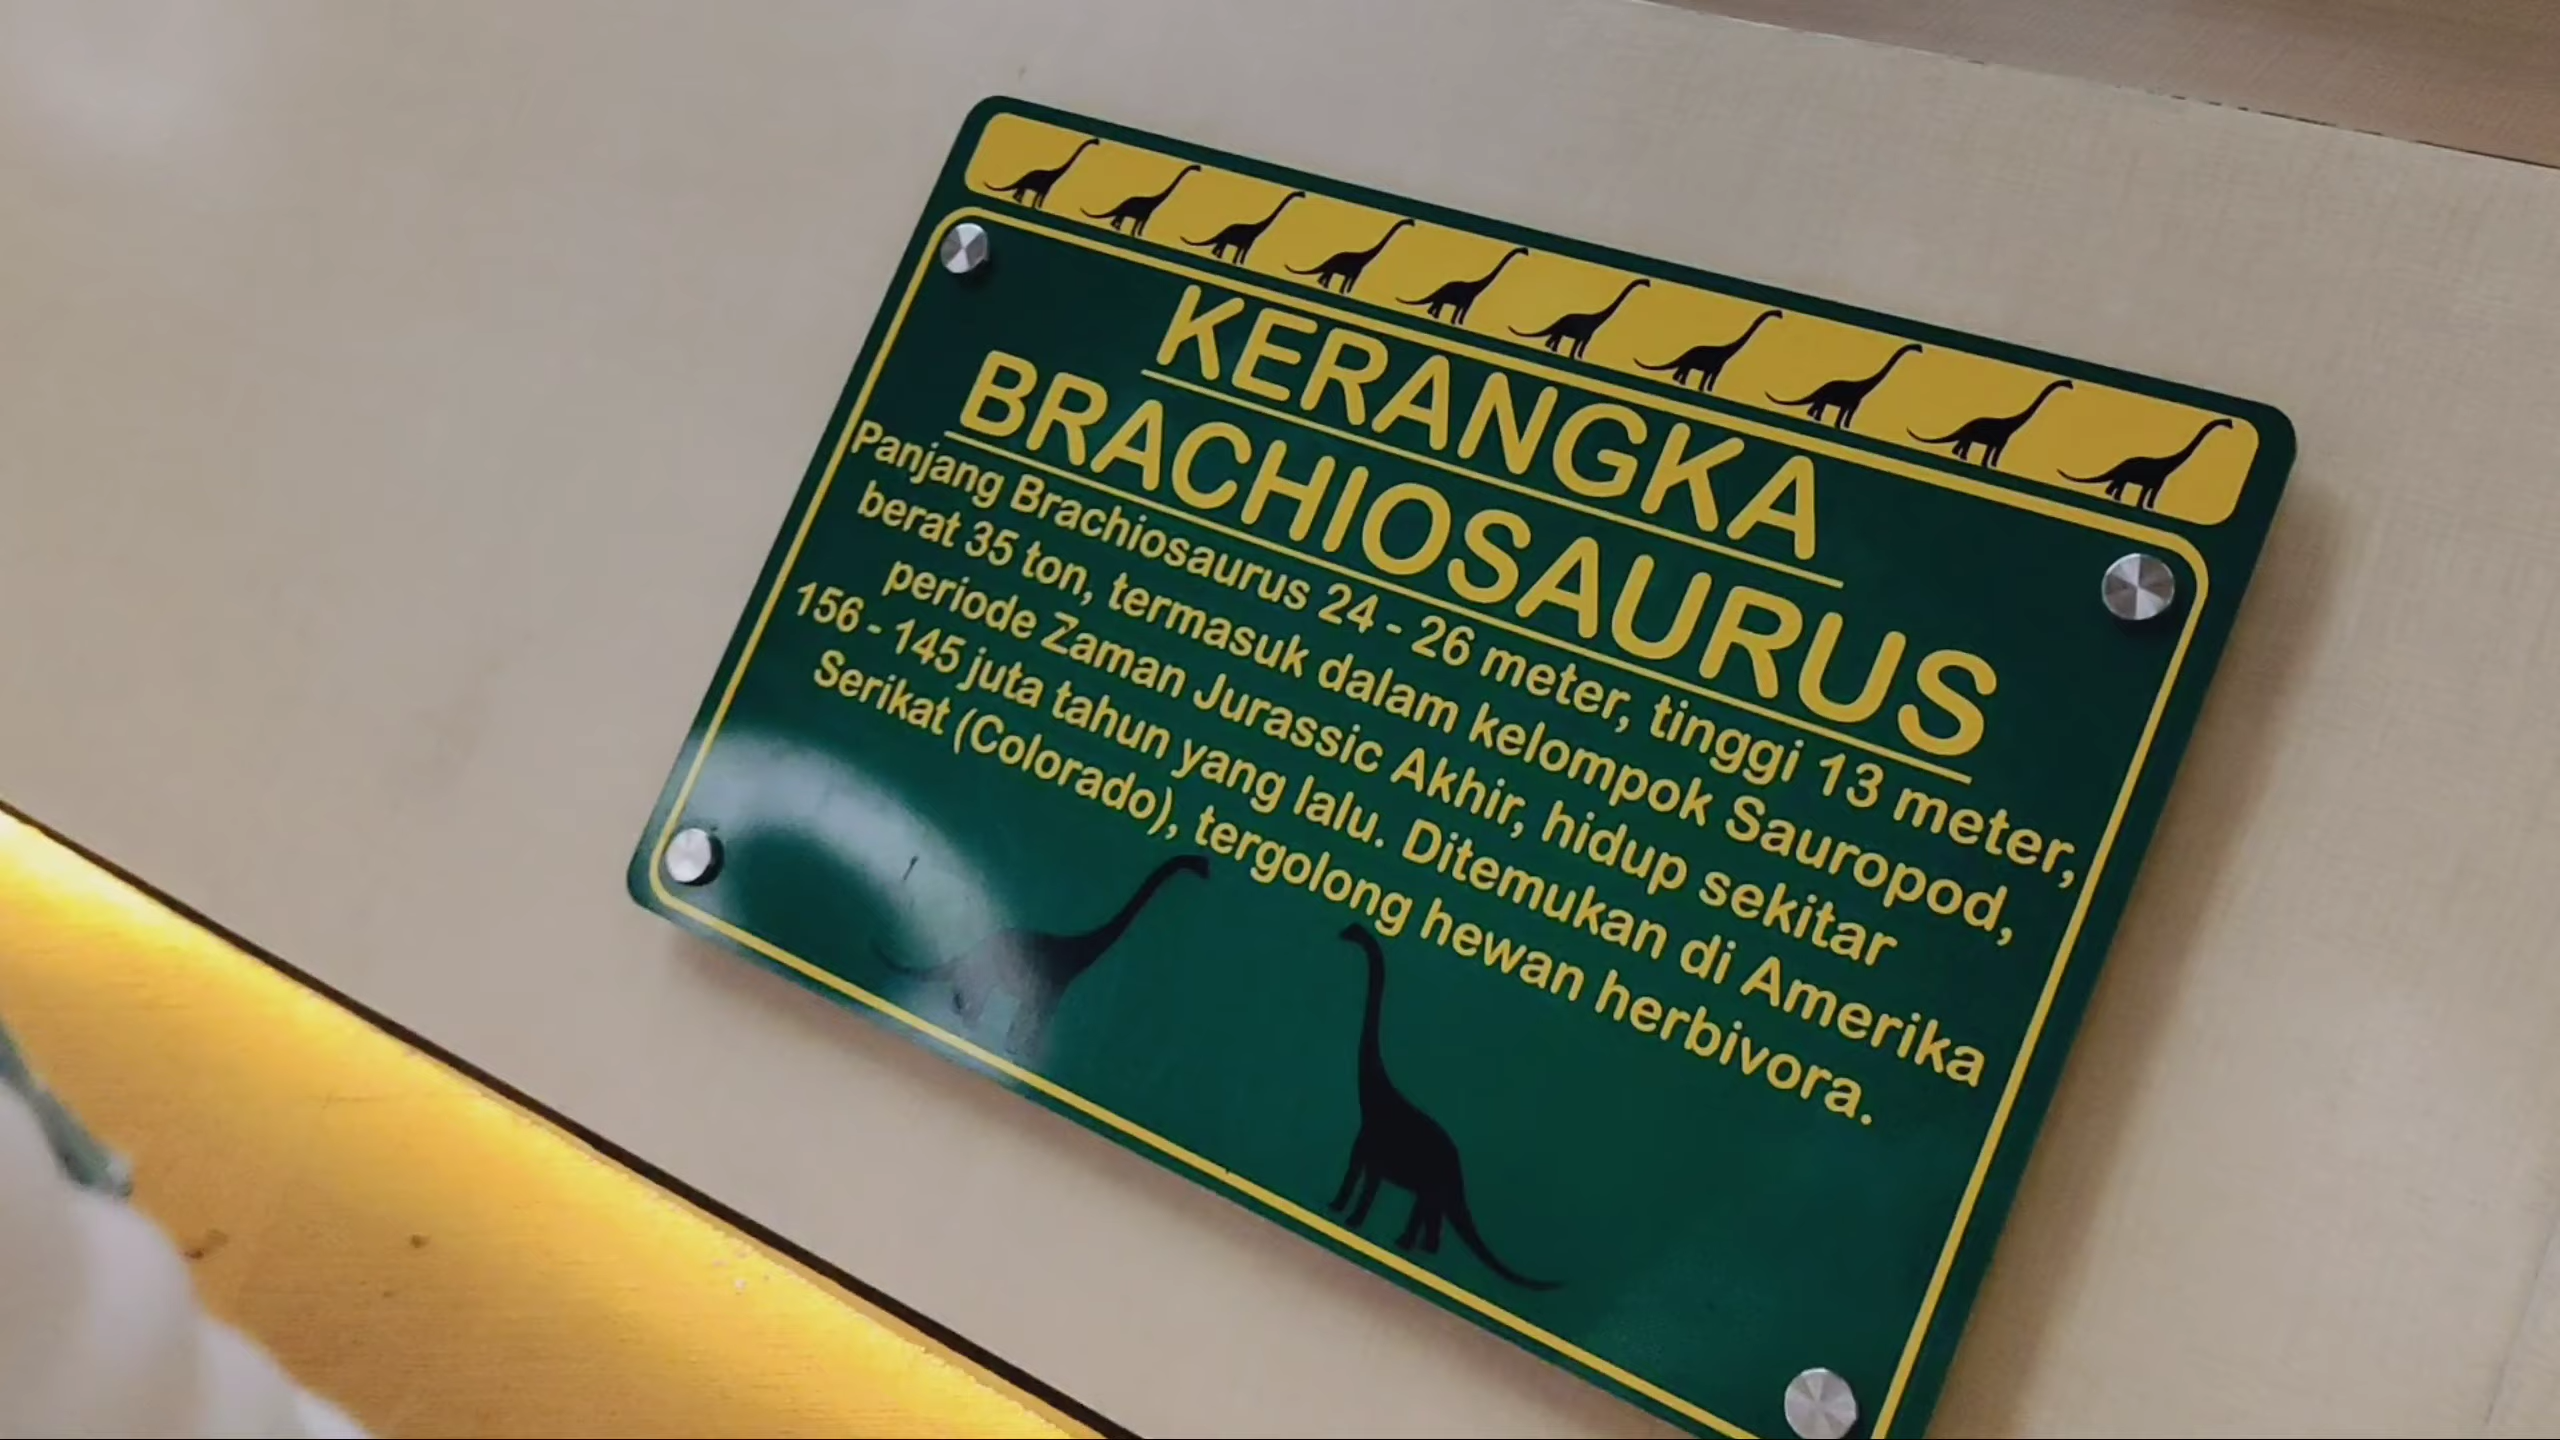 KERANGKA
BRACHIOSAURUS
Panjang Brachiosaurus 24 - 26 meter, tinggi 13 meter,
berat 35 ton, termasuk dalam kelompok Sauropod,
periode Zaman Jurassic Akhir, hidup sekitar
156 - 145 juta tahun yang lalu. Ditemukan di Amerika
Serikat (Colorado), tergolong hewan herbivora.